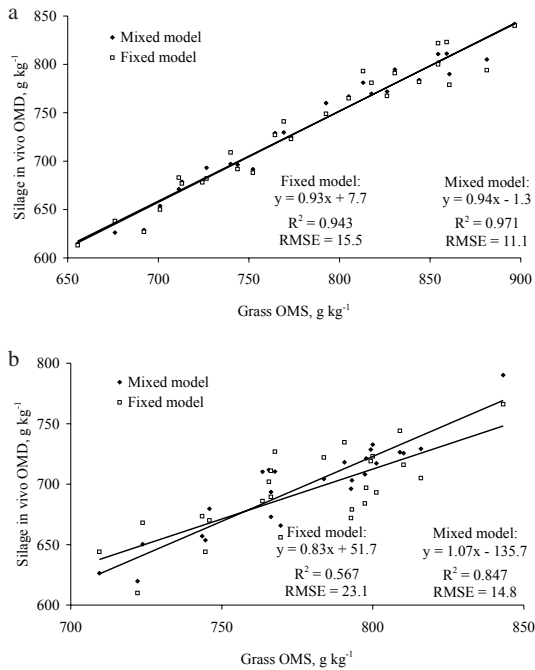 a
850
Mixed model
Fixed model
Silage in vivo OMD, g kg-1
800
750
700
650
600
Fixed model:
y = 0.93x + 7.7
R2 = 0.943
RMSE = 15.5
Mixed model:
y = 0.94x - 1.3
R2 = 0.971
RMSE = 11.1
650 700 750 800 850 900
Grass OMS, g kg-1
b
800
Mixed model
Fixed model
Silage in vivo OMD, g kg-1
750
700
650
600
Fixed model:
y = 0.83x + 51.7
R2 = 0.567
RMSE = 23.1
Mixed model:
y = 1.07x - 135.7
R2 = 0.847
RMSE = 14.8
700 750 800 850
Grass OMS, g kg-1